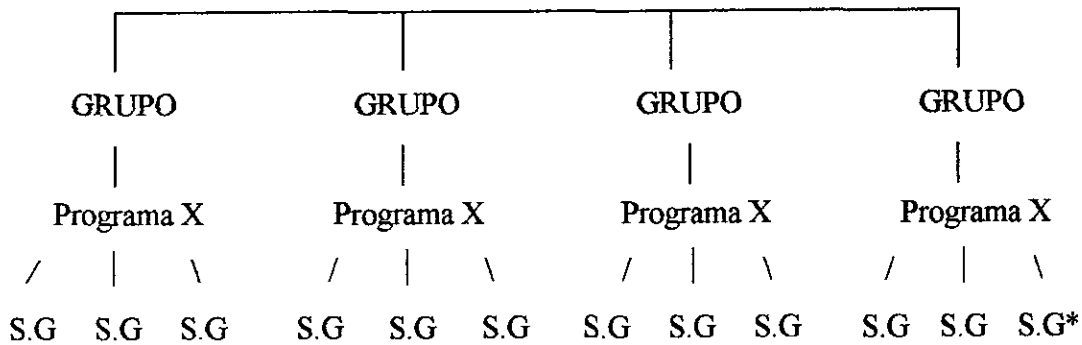 GRUPO GRUPO GRUPO GRUPO
Programa X Programa X Programa X Programa X
S.G S.G S.G S.G S.G S.G S.G S.G S.G S.G S.G S.G*